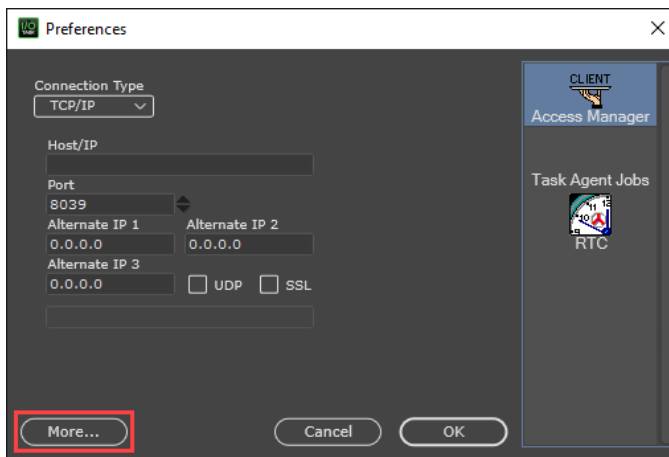 I/O
TASK
Preferences
Connection Type
TCP/IP
Host/IP
Port
8039
Alternate IP 1
Alternate IP 2
0.0.0.0
0.0.0.0
Alternate IP 3
0.0.0.0
UDP
SSL
More...
Cancel
OK
CLIENT
Access Manager
Task Agent Jobs
RTC